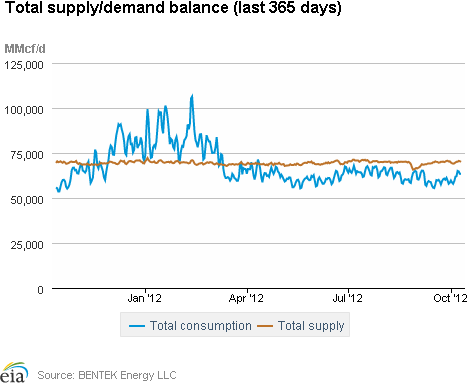 Total supply/demand balance (last 365 days)
MMcf/d
125,000
100,000
75,000
50,000
25,000
0
Jan '12 Apr '12 Jul '12 Oct '12
Total consumption Total supply
eia Source: BENTEK Energy LLC